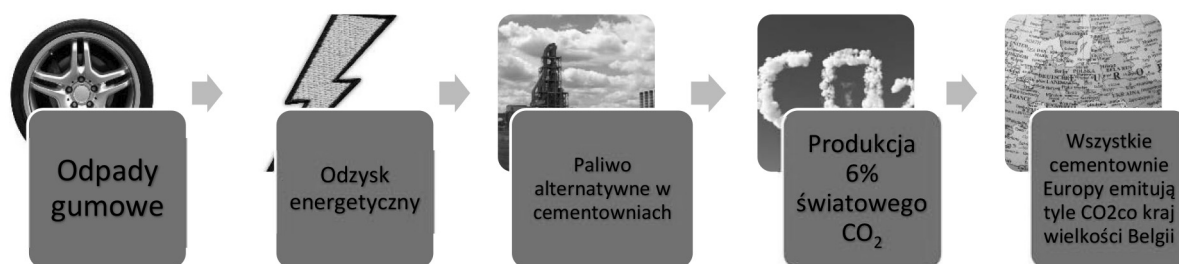 Odpady
gumowe
Odzysk
energetyczny
Paliwo
alternatywne w
cementowniach
CO2
Produkcja
6%
światowego
CO₂
Wszystkie
cementownie
Europy emitują
tyle CO2co kraj
wielkości Belgii